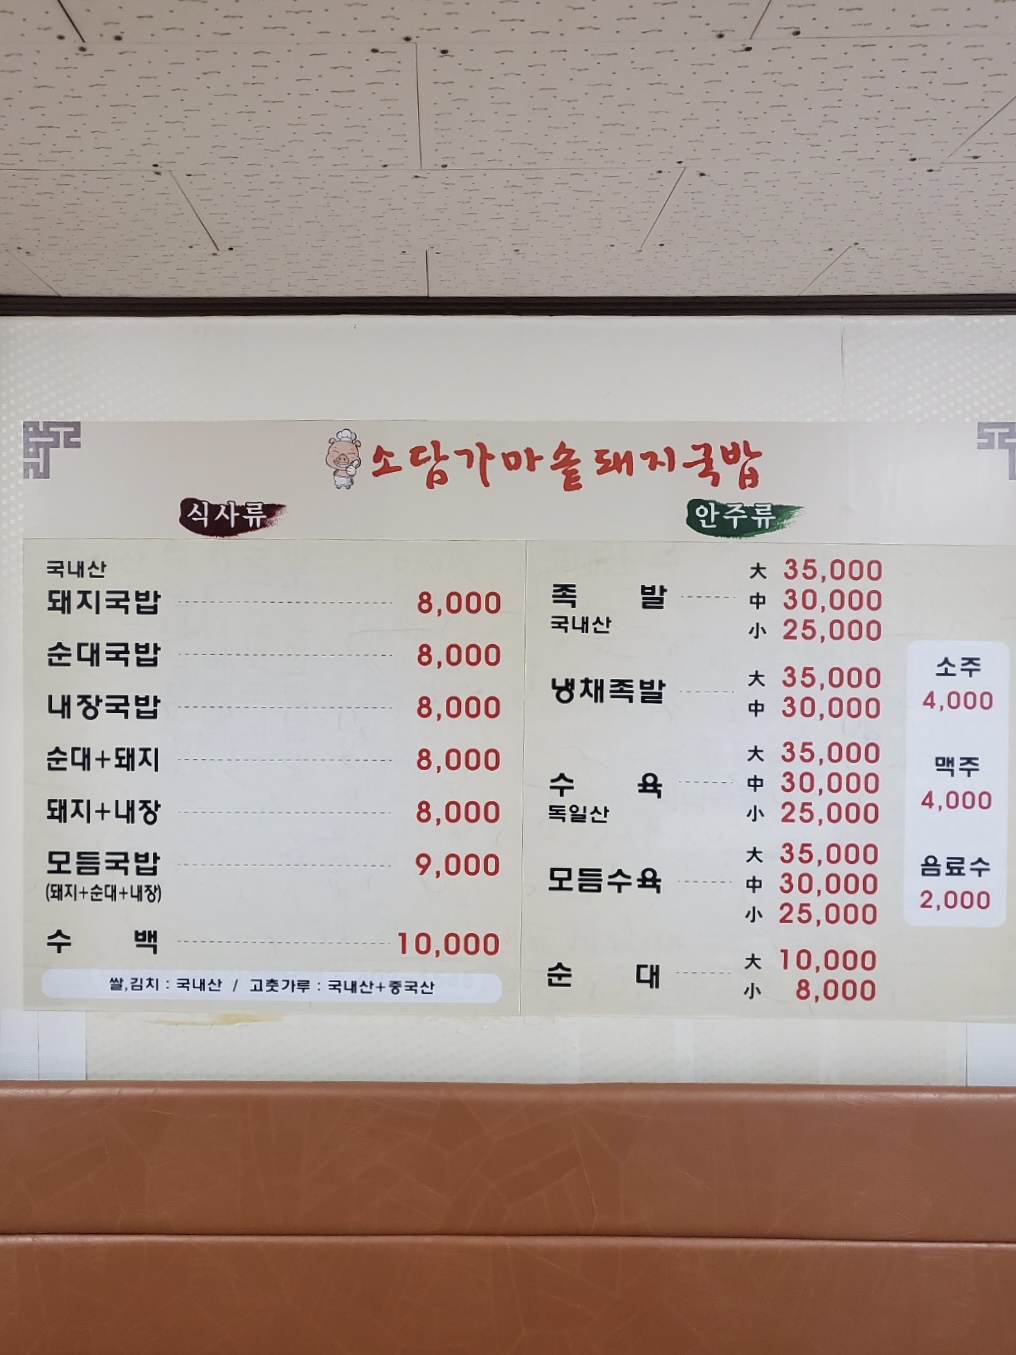 소담가마솥돼지국밥
식사류
국내산
돼지국밥 8,000
순대국밥 8,000
내장국밥 8,000
순대+돼지 8,000
돼지+내장 8,000
모듬국밥 9,000
(돼지+순대+내장)
수 백 10,000
쌀,김치 : 국내산 / 고춧가루 : 국내산+중국산
안주류
大 35,000
족 발 中 30,000
국내산 小 25,000
냉채족발 大 35,000
中 30,000
大 35,000
수 육 中 30,000
독일산 小 25,000
大 35,000
모듬수육 中 30,000
小 25,000
순 대 大 10,000
小 8,000
소주
4,000
맥주
4,000
음료수
2,000